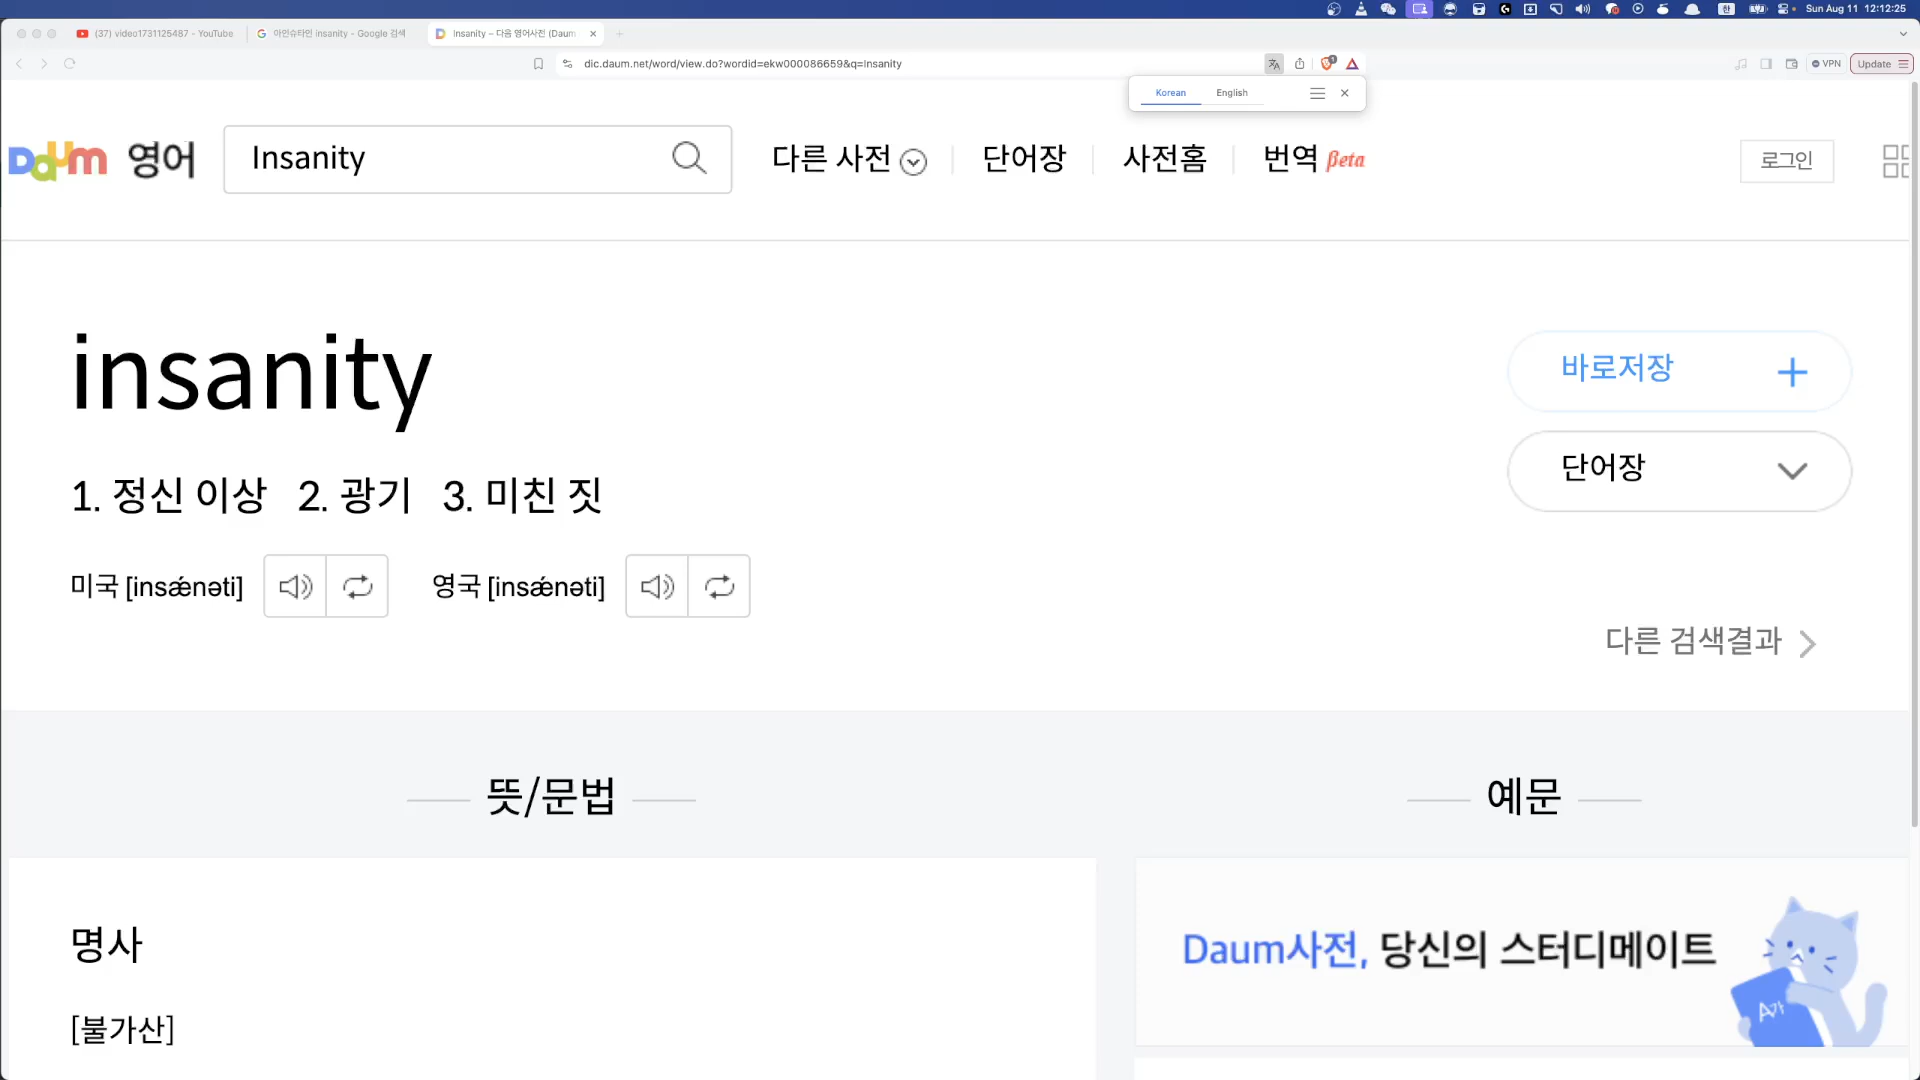 Sun Aug 11 12:12:25
(37) video1731125487 - YouTube
아인슈타인 insanity - Google 검색
Insanity – 다음 영어사전 (Daum
dic.daum.net/word/view.do?wordid=ekw000086659&q=Insanity
VPN
Update
Korean
English
Daum 영어
Insanity
다른 사전
단어장
사전홈
번역 βeta
로그인
insanity
바로저장
단어장
1. 정신 이상 2. 광기 3. 미친 짓
미국 [insǽnəti]
영국 [insǽnəti]
다른 검색결과
뜻/문법
예문
명사
[불가산]
Daum사전, 당신의 스터디메이트